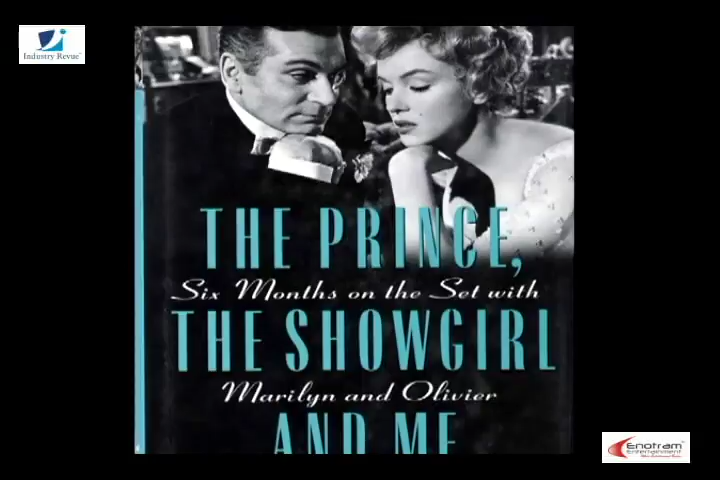 Industry Revue
THE PRINCE,
Six Months on the Set with
THE SHOWGIRL
Marilyn and Olivier
AND ME
Enotram
Entertainment